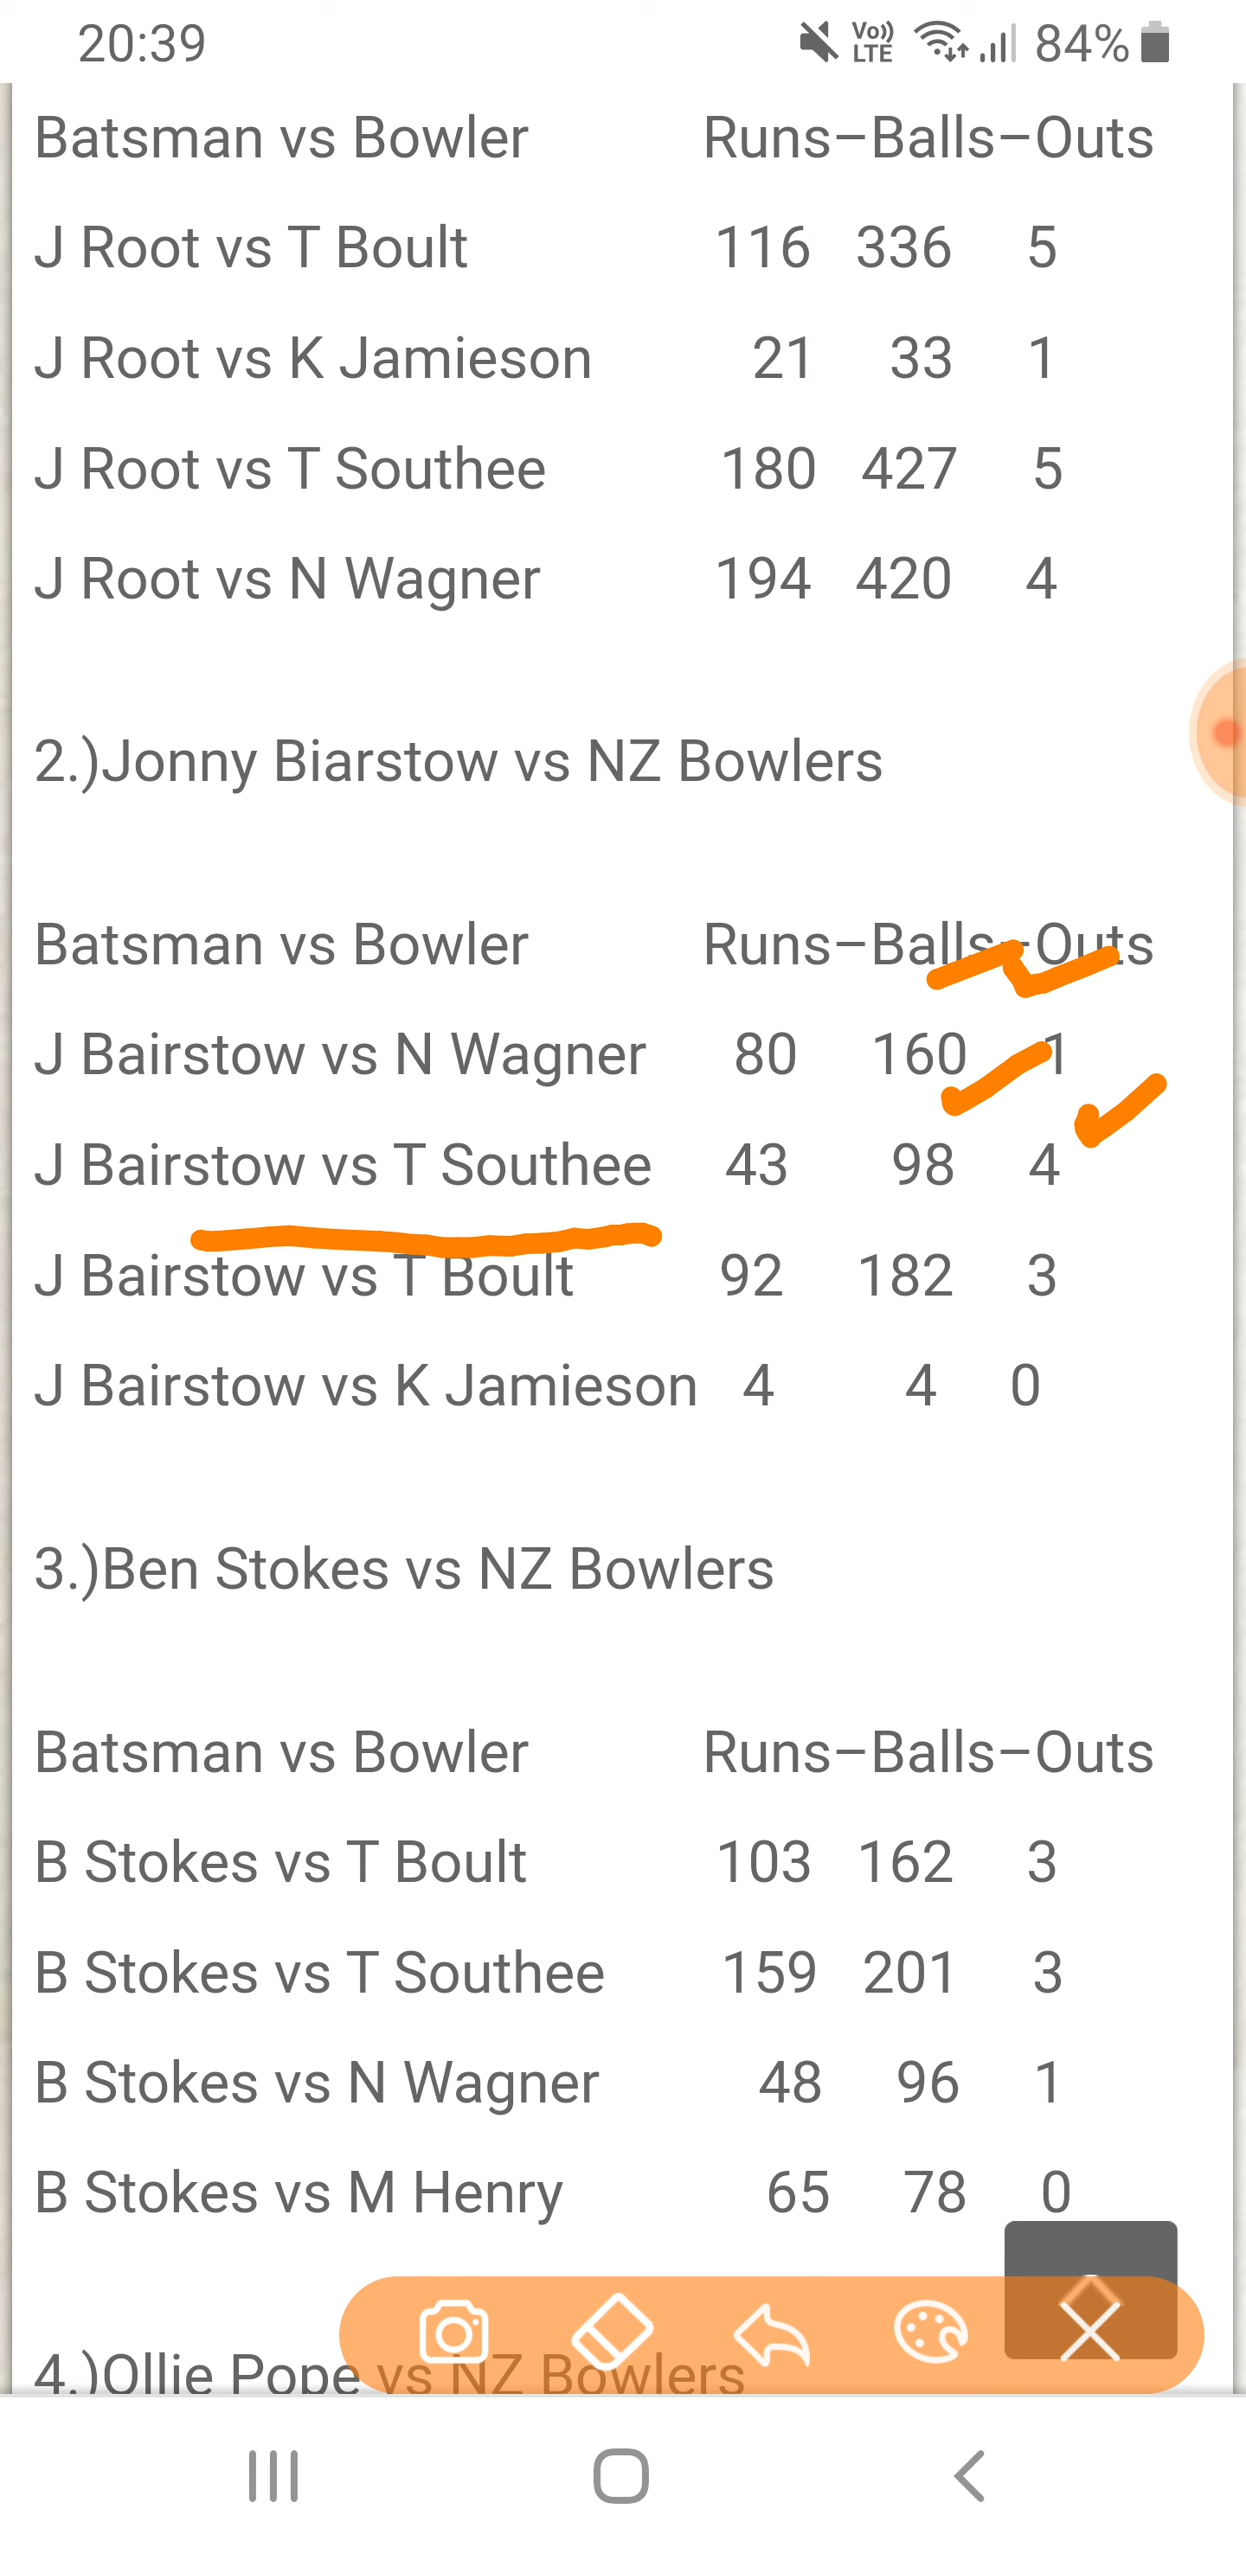 20:39 Vo)) LTE 84%
Batsman vs Bowler Runs–Balls–Outs
J Root vs T Boult 116 336 5
J Root vs K Jamieson 21 33 1
J Root vs T Southee 180 427 5
J Root vs N Wagner 194 420 4
2.)Jonny Biarstow vs NZ Bowlers
Batsman vs Bowler Runs–Balls–Outs
J Bairstow vs N Wagner 80 160 1
J Bairstow vs T Southee 43 98 4
J Bairstow vs T Boult 92 182 3
J Bairstow vs K Jamieson 4 4 0
3.)Ben Stokes vs NZ Bowlers
Batsman vs Bowler Runs–Balls–Outs
B Stokes vs T Boult 103 162 3
B Stokes vs T Southee 159 201 3
B Stokes vs N Wagner 48 96 1
B Stokes vs M Henry 65 78 0
4.)Ollie Pope vs NZ Bowlers